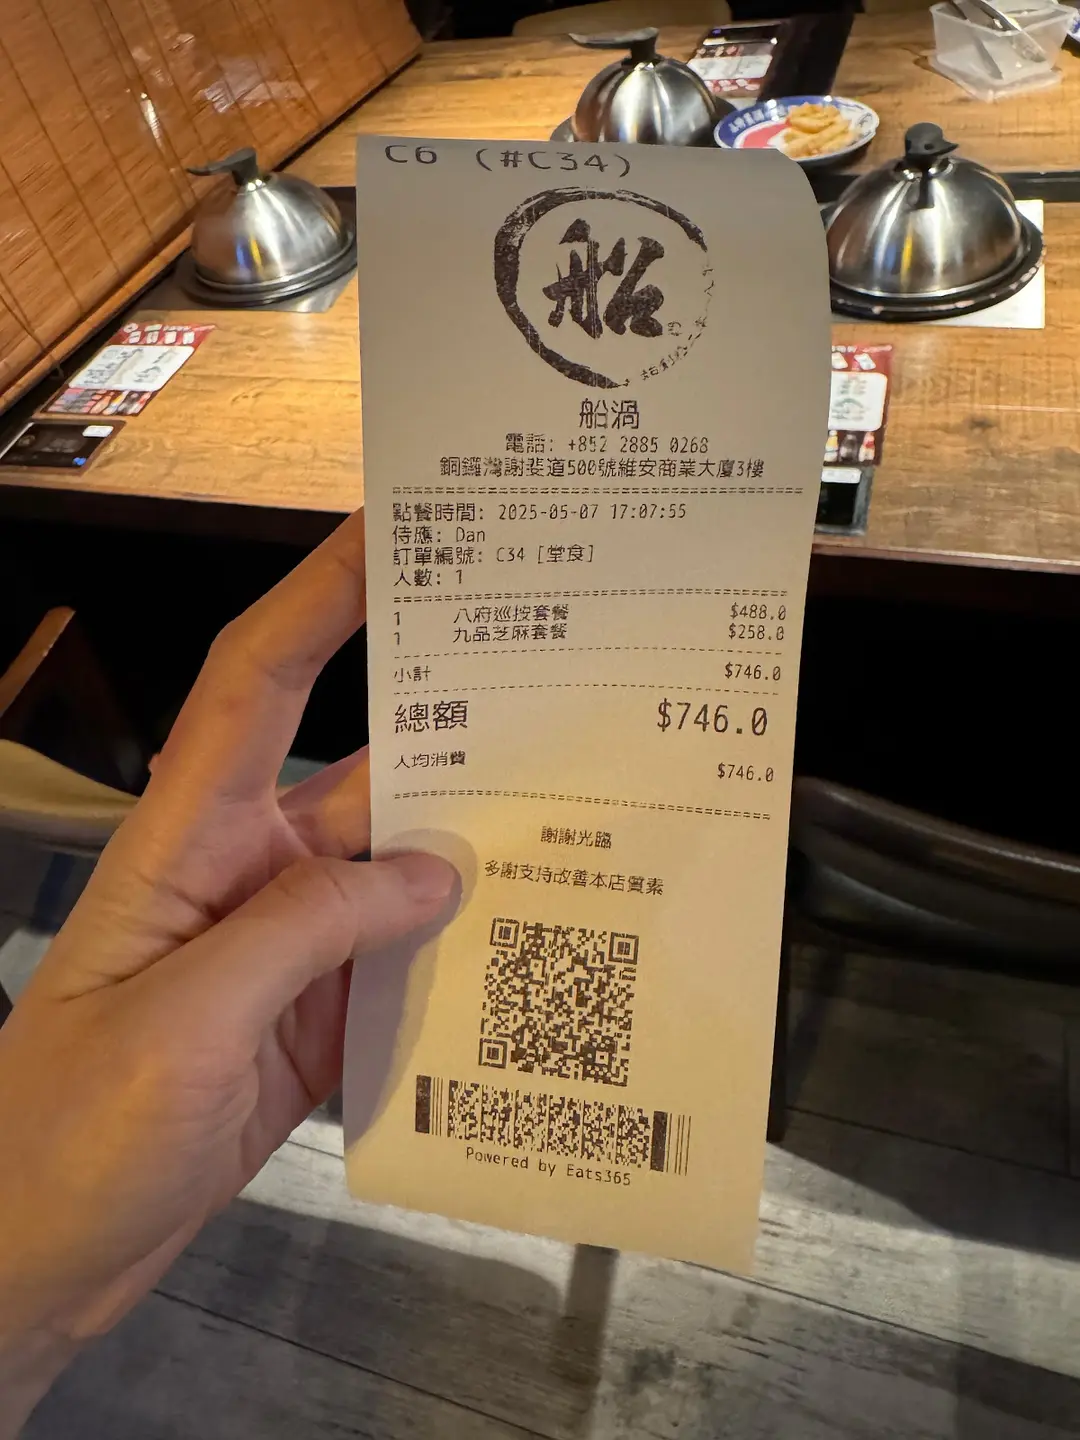 C6 (#C34)
船
船渦
電話: +852 2885 0268
銅鑼灣謝斐道500號維安商業大廈3樓
點餐時間: 2025-05-07 17:07:55
侍應: Dan
訂單編號: C34 [堂食]
人數: 1
1 八府巡按套餐 $488.0
1 九品芝麻套餐 $258.0
小計 $746.0
總額 $746.0
人均消費 $746.0
謝謝光臨
多謝支持改善本店質素
Powered by Eats365